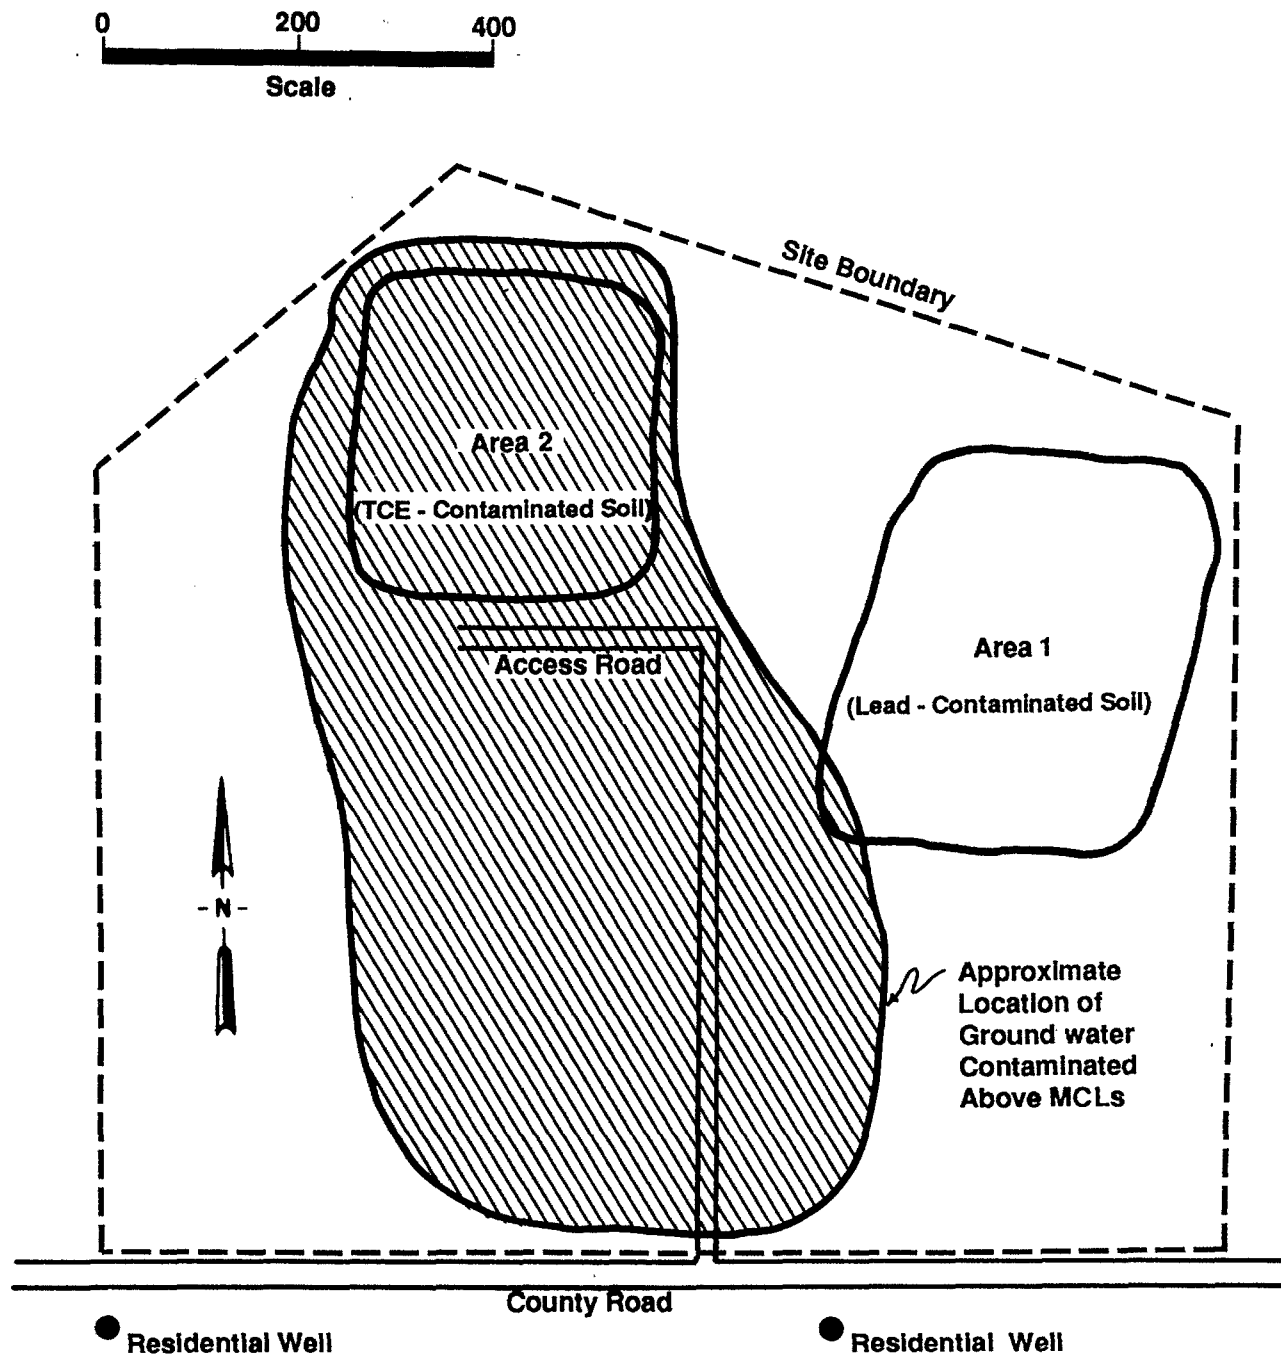 0 200 400
Scale
Site Boundary
Area 2
(TCE - Contaminated Soil)
Area 1
(Lead - Contaminated Soil)
Access Road
- N -
Approximate
Location of
Ground water
Contaminated
Above MCLs
County Road
Residential Well
Residential Well